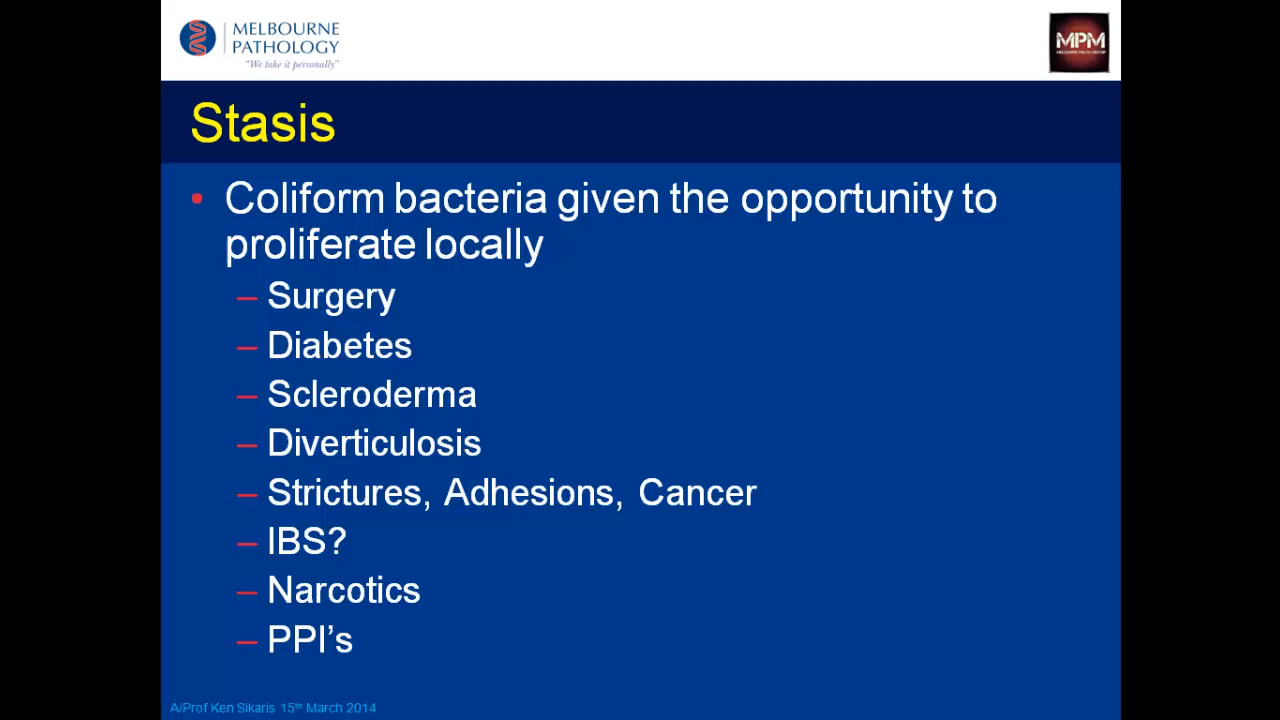 MELBOURNE
PATHOLOGY
"We take it personally"
MPM
Stasis
• Coliform bacteria given the opportunity to
proliferate locally
– Surgery
– Diabetes
– Scleroderma
– Diverticulosis
– Strictures, Adhesions, Cancer
– IBS?
– Narcotics
– PPI's
A/Prof Ken Sikaris 15th March 2014